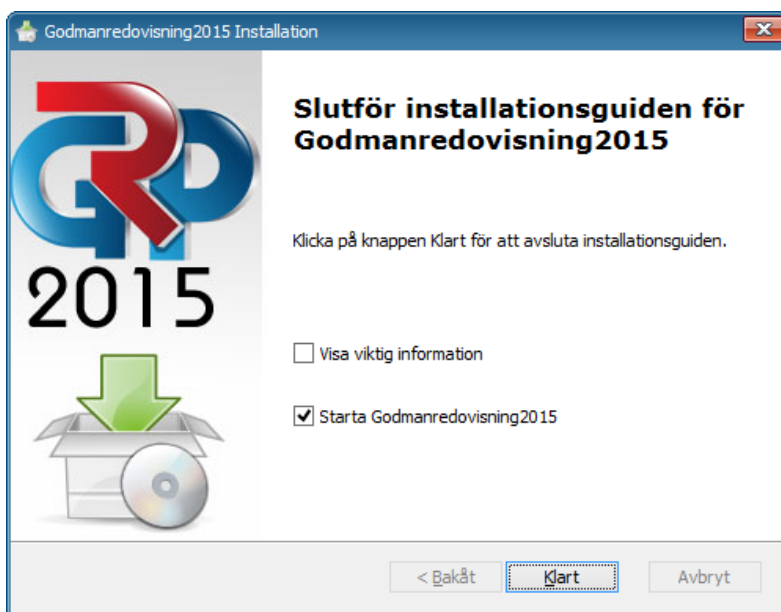 Godmanredovisning2015 Installation
GRP
2015
Slutför installationsguiden för
Godmanredovisning2015
Klicka på knappen Klart för att avsluta installationsguiden.
Visa viktig information
Starta Godmanredovisning2015
< Bakåt
Klart
Avbryt